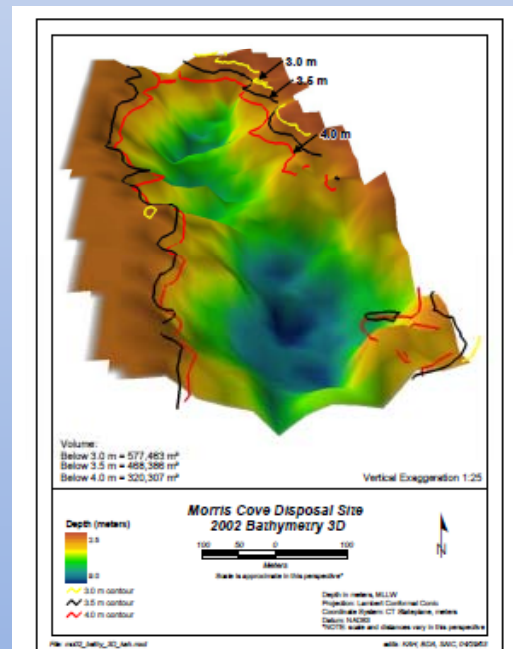 3.0 m
3.5 m
4.0 m
Volume:
Below 3.0 m = 577,463 m³
Below 3.5 m = 468,386 m³
Below 4.0 m = 320,307 m³
Vertical Exaggeration 1:25
Morris Cove Disposal Site
2002 Bathymetry 3D
Depth (meters)
100 50 0 100
Meters
Scale is approximate in this perspective*
N
3.0 m contour
3.5 m contour
4.0 m contour
Depth in meters, MLLW
Projection: Lambert Conformal Conic
Coordinate System: CT Stateplane, meters
Datum: NAD83
*NOTE: scale and distances vary in this perspective